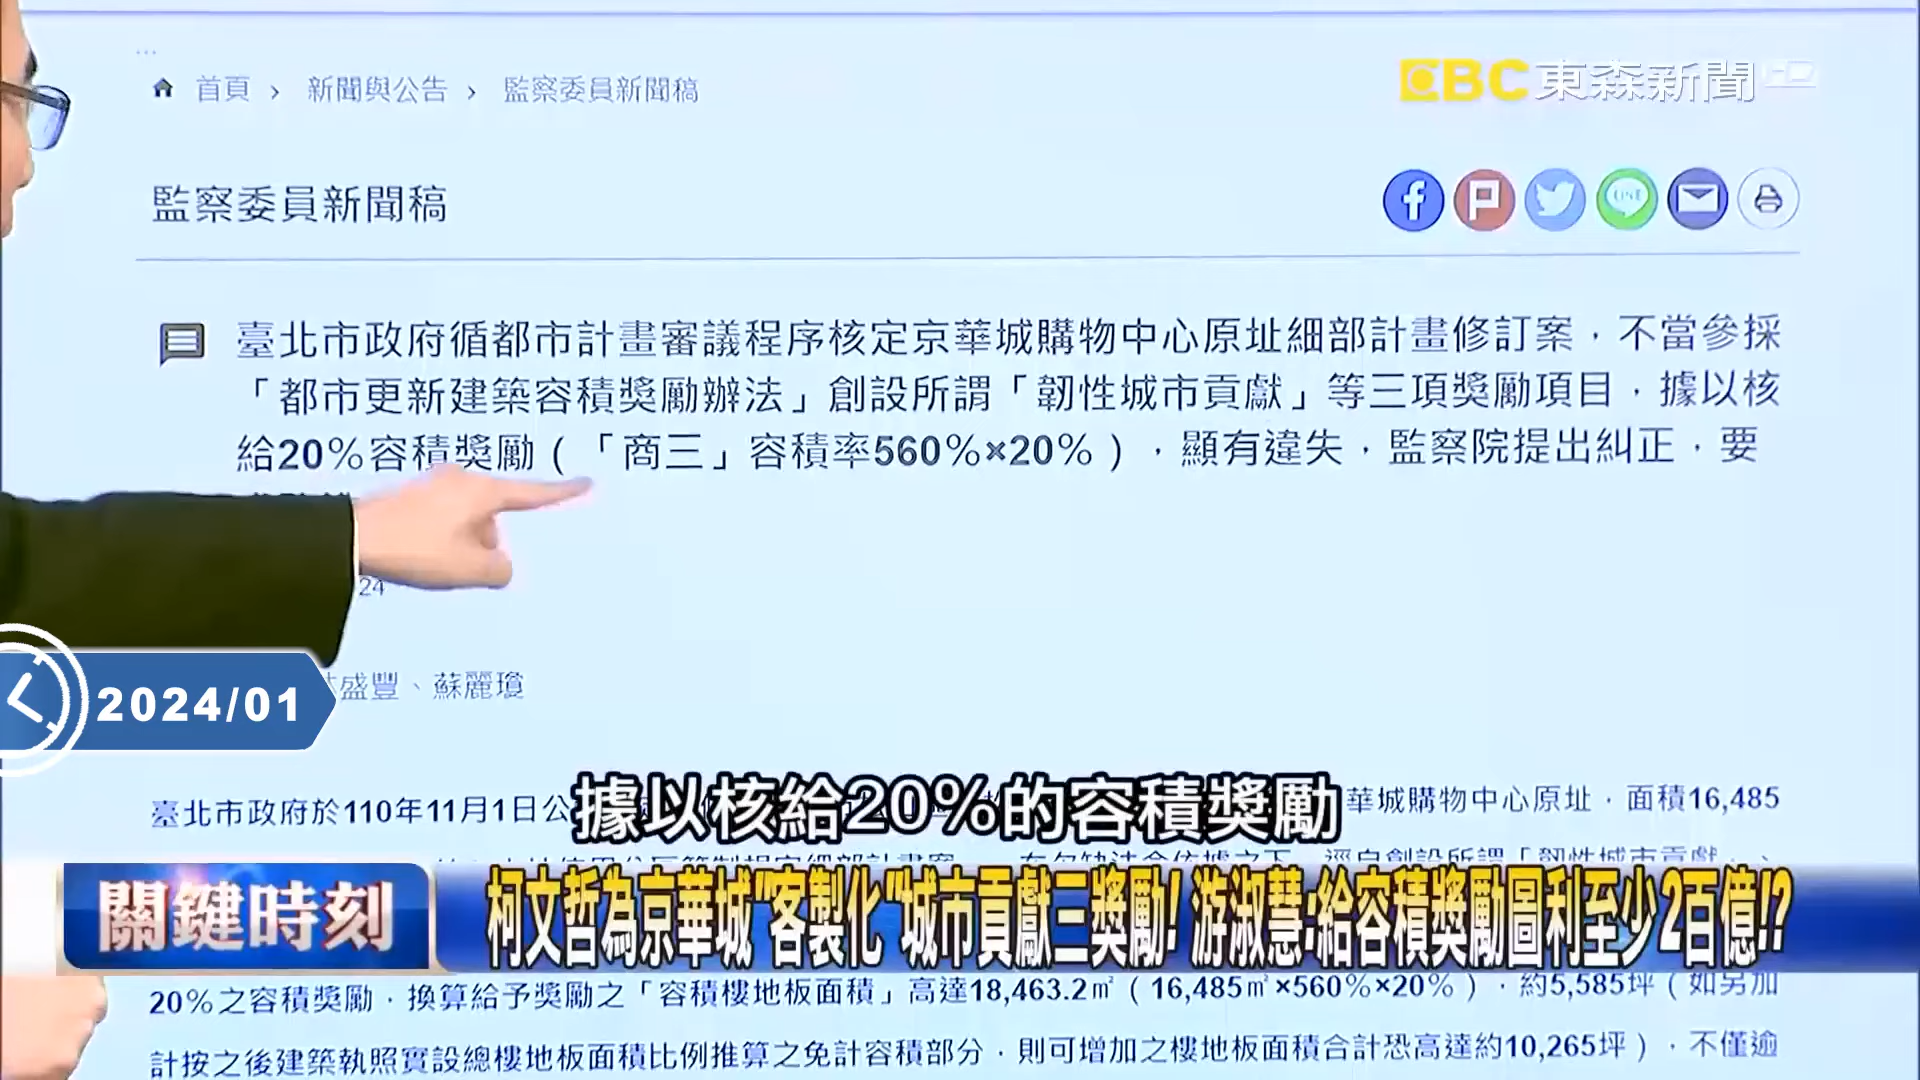 首頁 › 新聞與公告 › 監察委員新聞稿
EBC東森新聞
監察委員新聞稿
LINE
臺北市政府循都市計畫審議程序核定京華城購物中心原址細部計畫修訂案，不當參採
「都市更新建築容積獎勵辦法」創設所謂「韌性城市貢獻」等三項獎勵項目，據以核
給20%容積獎勵（「商三」容積率560%×20%），顯有違失，監察院提出糾正，要
24
盛豐、蘇麗瓊
2024/01
據以核給20%的容積獎勵
臺北市政府於110年11月1日公
華城購物中心原址，面積16,485
關鍵時刻
柯文哲為京華城"客製化"城市貢獻三獎勵! 游淑慧:給容積獎勵圖利至少2百億!?
20%之容積獎勵，換算給予獎勵之「容積樓地板面積」高達18,463.2㎡（16,485㎡×560%×20%），約5,585坪（如另加
計按之後建築執照實設總樓地板面積比例推算之免計容積部分，則可增加之樓地板面積合計恐高達約10,265坪），不僅逾